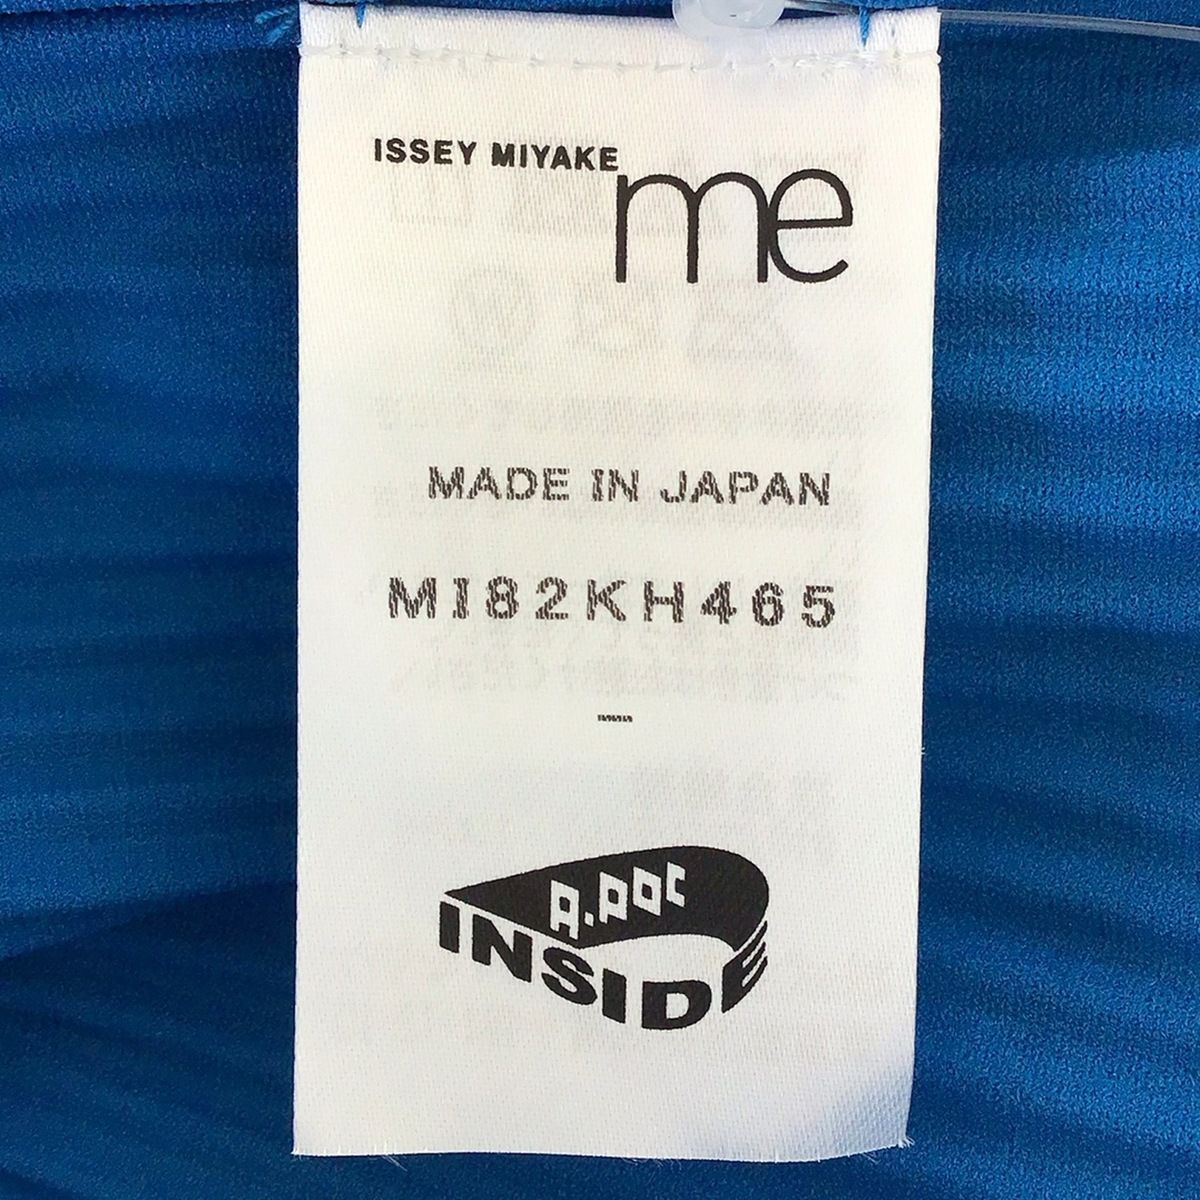 ISSEY MIYAKE
me
MADE IN JAPAN
MI82KH465
-
A.POC
INSIDE